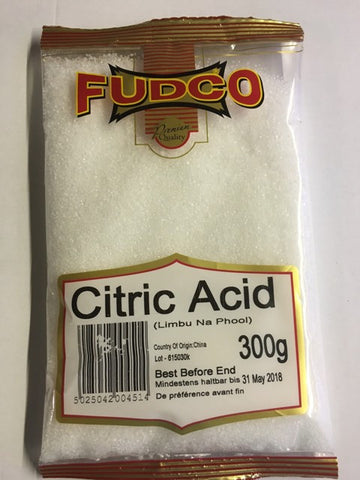 FUDCO
Premium
Quality
Citric Acid
(Limbu Na Phool)
Country Of Origin:China
Lot - 615030k
300g
Best Before End
Mindestens haltbar bis 31 May 2018
De préférence avant fin
5025042004514